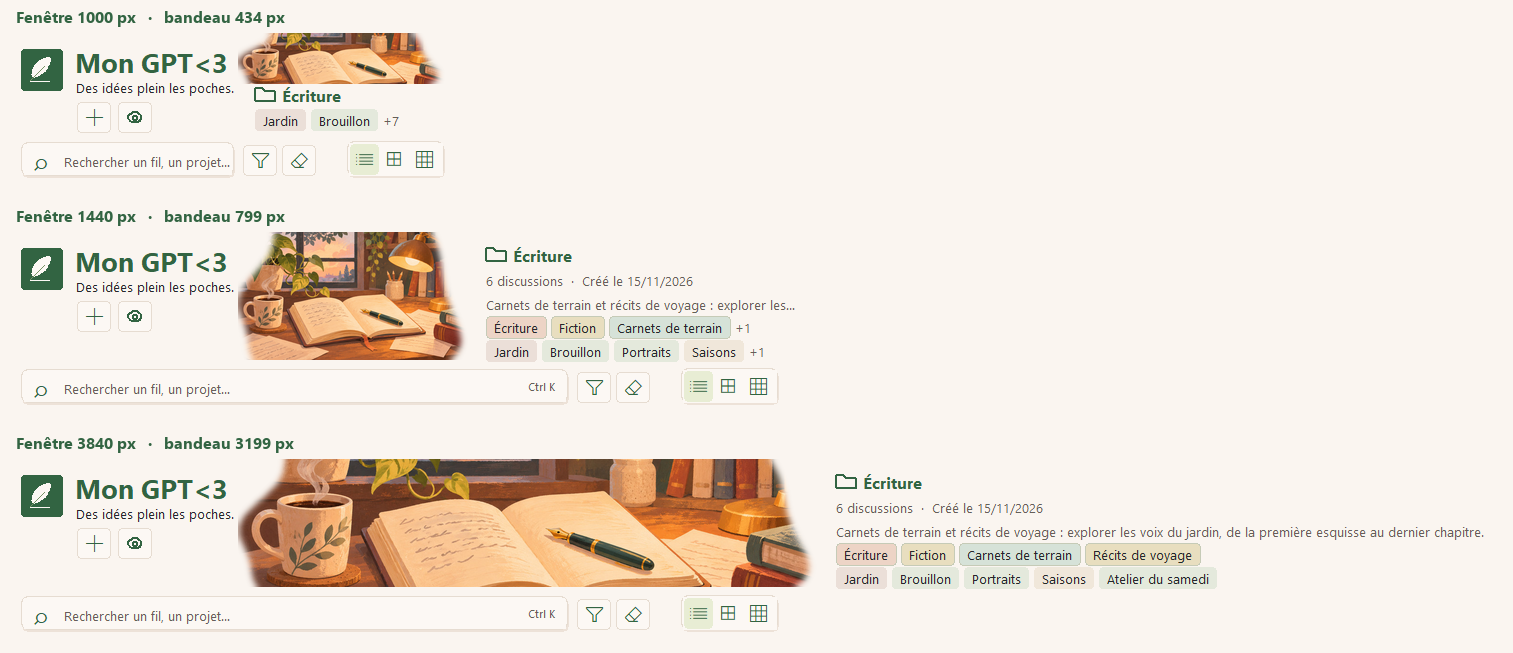 Fenêtre 1000 px · bandeau 434 px
Mon GPT<3
Des idées plein les poches.
Écriture
Jardin Brouillon +7
Rechercher un fil, un projet...
Fenêtre 1440 px · bandeau 799 px
Mon GPT<3
Des idées plein les poches.
Écriture
6 discussions · Créé le 15/11/2026
Carnets de terrain et récits de voyage : explorer les...
Écriture Fiction Carnets de terrain +1
Jardin Brouillon Portraits Saisons +1
Rechercher un fil, un projet... Ctrl K
Fenêtre 3840 px · bandeau 3199 px
Mon GPT<3
Des idées plein les poches.
Écriture
6 discussions · Créé le 15/11/2026
Carnets de terrain et récits de voyage : explorer les voix du jardin, de la première esquisse au dernier chapitre.
Écriture Fiction Carnets de terrain Récits de voyage
Jardin Brouillon Portraits Saisons Atelier du samedi
Rechercher un fil, un projet... Ctrl K